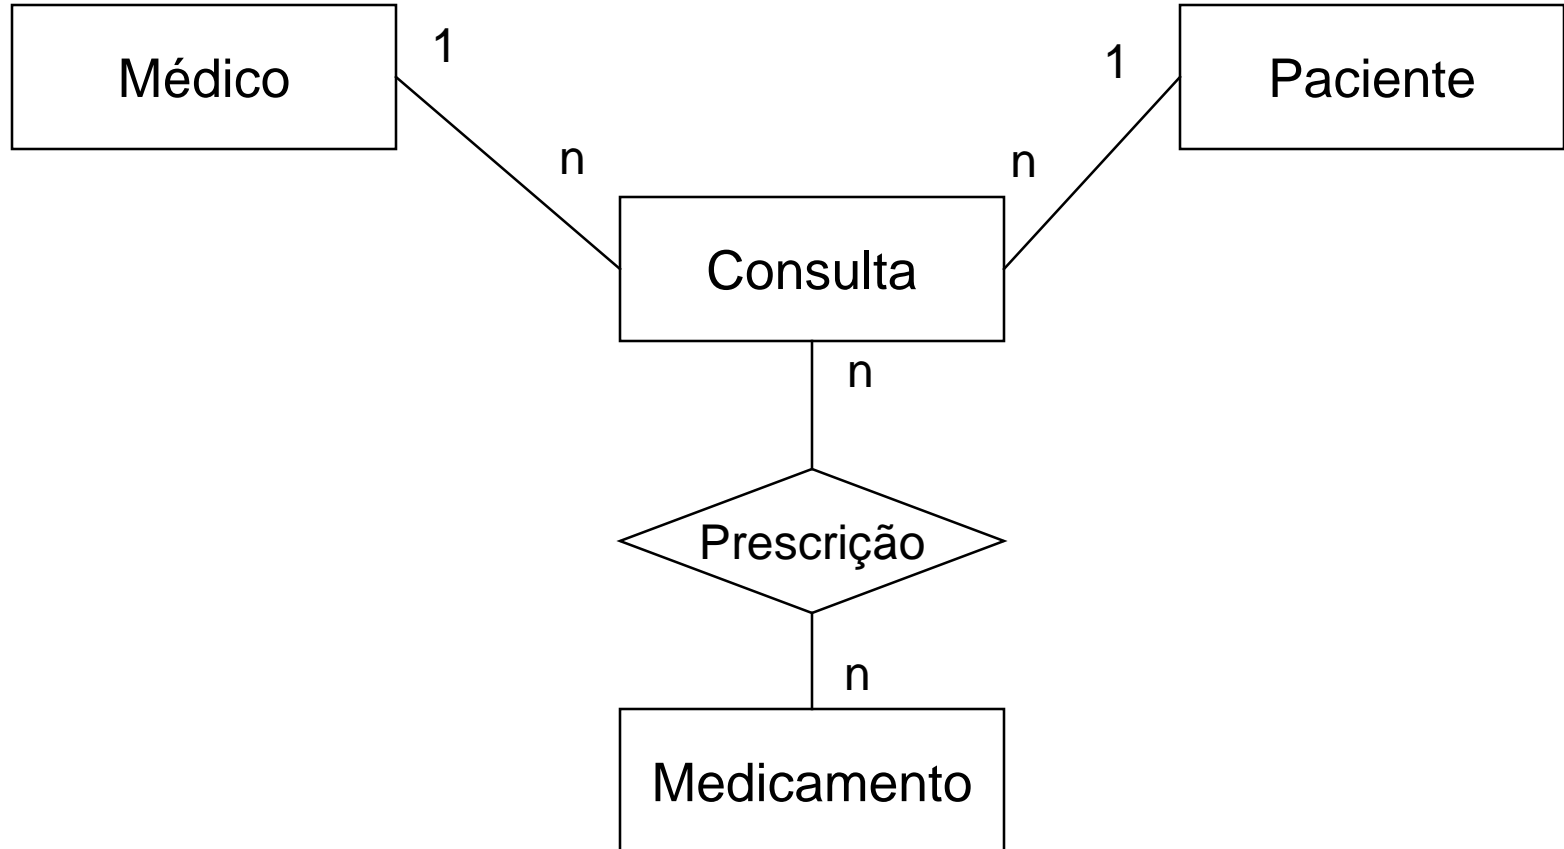 Médico
1
1
Paciente
n
n
Consulta
n
Prescrição
n
Medicamento